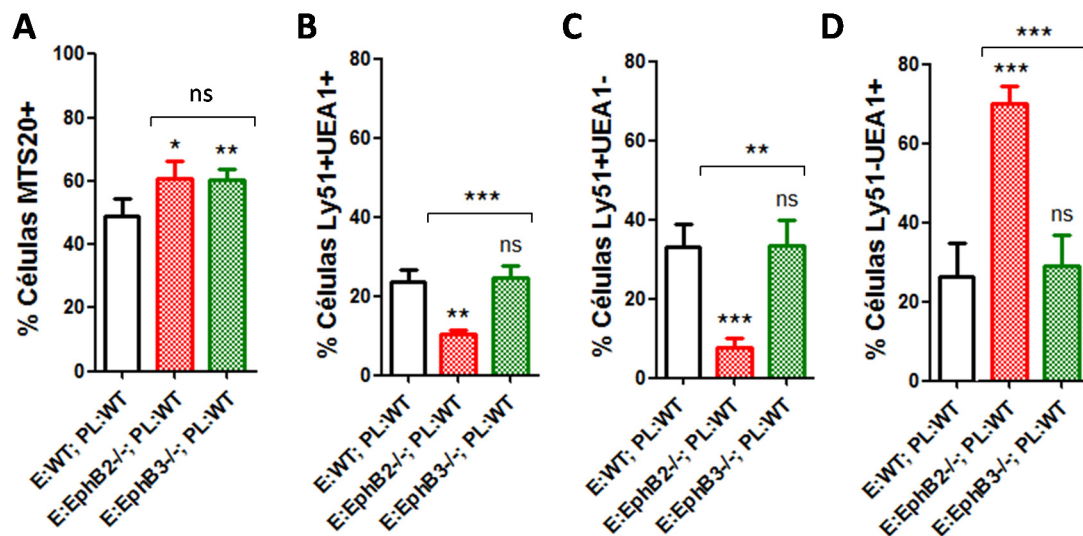 A
% Células MTS20+
100
80
60
40
20
0
ns
*
**
E:WT; PL:WT
E:EphB2-/-; PL:WT
E:EphB3-/-; PL:WT
B
% Células Ly51+UEA1+
80
60
40
20
0
***
**
ns
E:WT; PL:WT
E:EphB2-/-; PL:WT
E:EphB3-/-; PL:WT
C
% Células Ly51+UEA1-
80
60
40
20
0
**
***
ns
E:WT; PL:WT
E:EphB2-/-; PL:WT
E:EphB3-/-; PL:WT
D
% Células Ly51-UEA1+
80
60
40
20
0
***
***
ns
E:WT; PL:WT
E:EphB2-/-; PL:WT
E:EphB3-/-; PL:WT